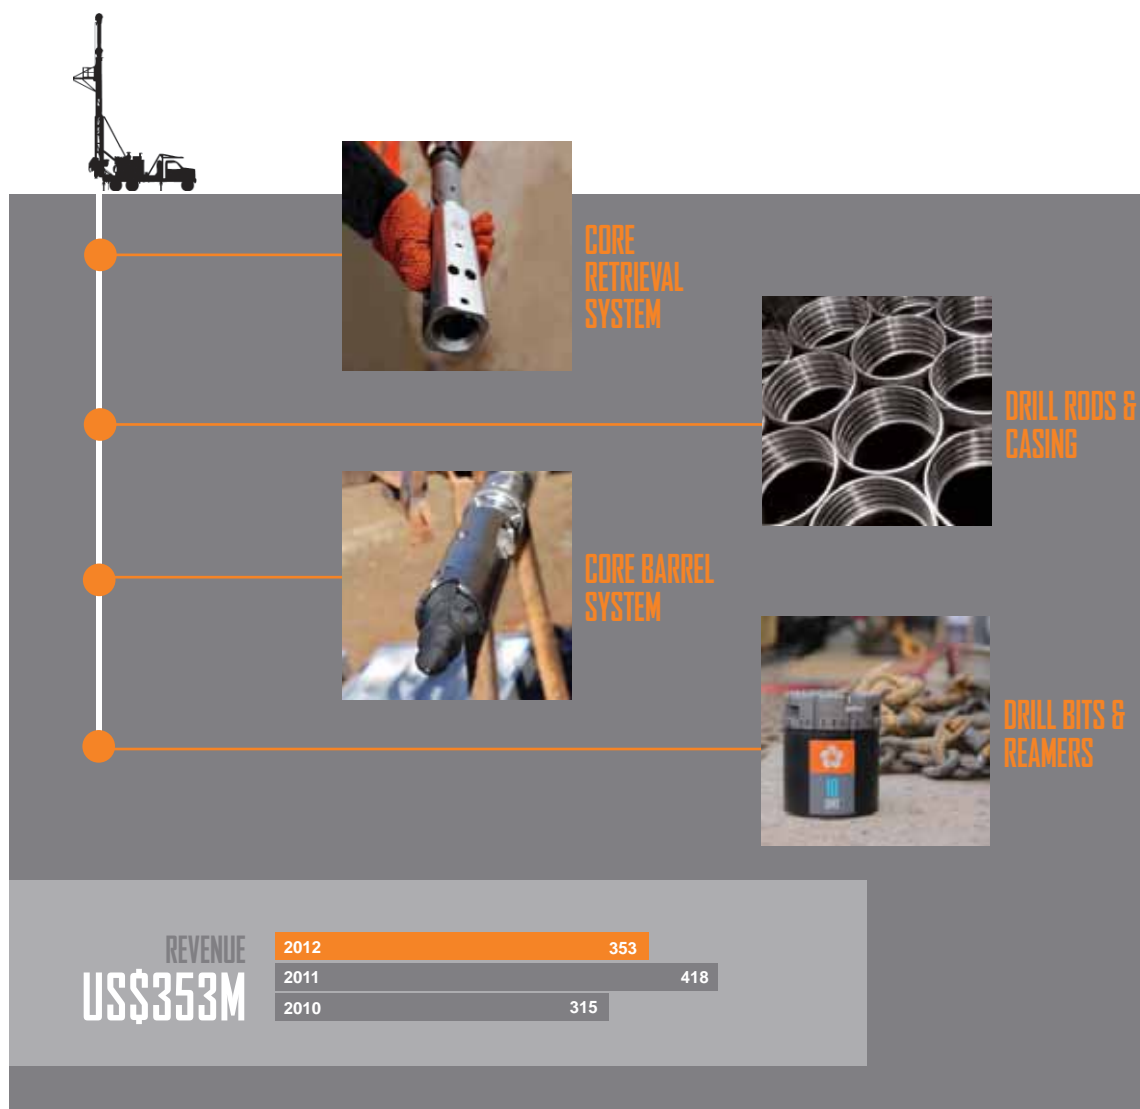 CORE
RETRIEVAL
SYSTEM
DRILL RODS &
CASING
CORE BARREL
SYSTEM
DRILL BITS &
REAMERS
REVENUE
US$353M
2012 353
2011 418
2010 315